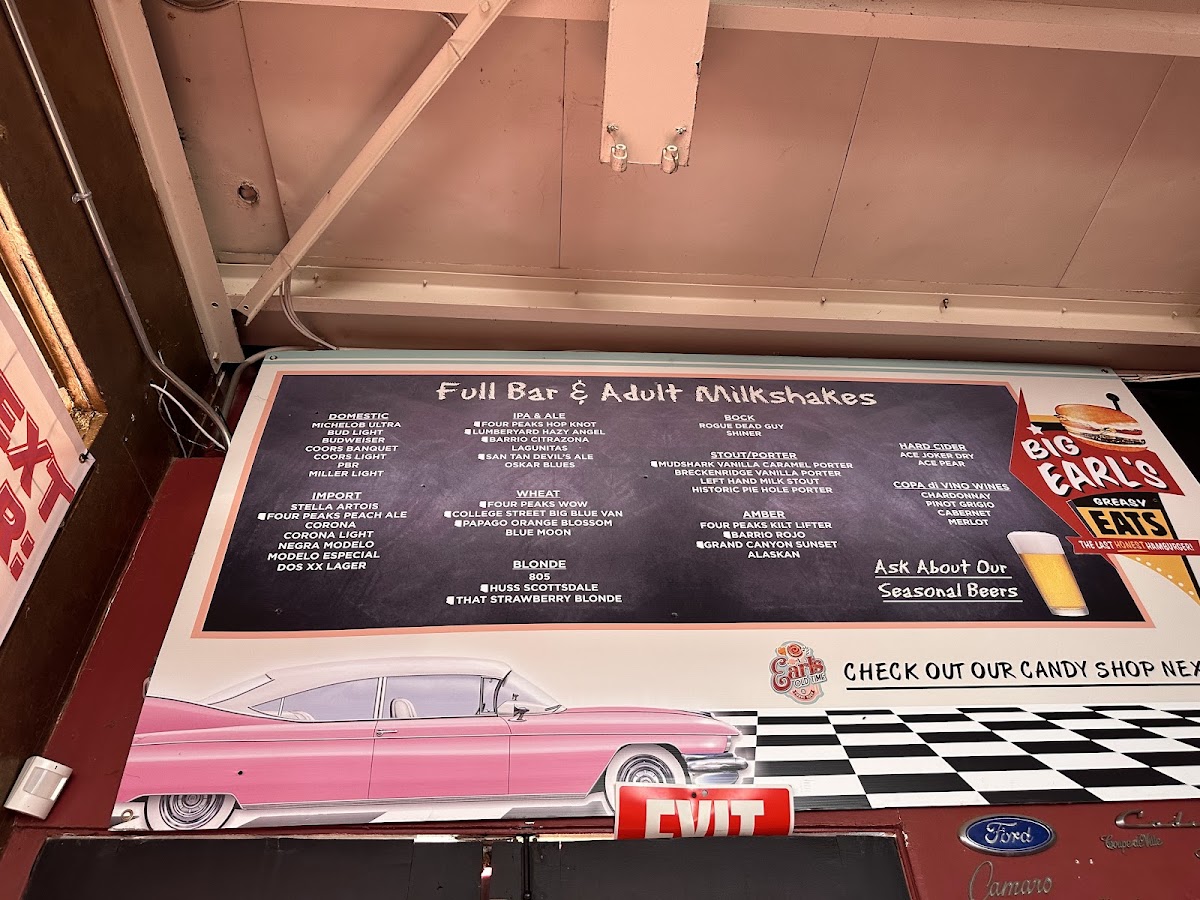 Full Bar & Adult Milkshakes
DOMESTIC
MICHELOB ULTRA
BUD LIGHT
BUDWEISER
COORS BANQUET
COORS LIGHT
PBR
MILLER LIGHT
IMPORT
STELLA ARTOIS
FOUR PEAKS PEACH ALE
CORONA
CORONA LIGHT
NEGRA MODELO
MODELO ESPECIAL
DOS XX LAGER
IPA & ALE
FOUR PEAKS HOP KNOT
LUMBERYARD HAZY ANGEL
BARRIO CITRAZONA
LAGUNITAS
SAN TAN DEVIL'S ALE
OSKAR BLUES
WHEAT
FOUR PEAKS WOW
COLLEGE STREET BIG BLUE VAN
PAPAGO ORANGE BLOSSOM
BLUE MOON
BLONDE
805
HUSS SCOTTSDALE
THAT STRAWBERRY BLONDE
BOCK
ROGUE DEAD GUY
SHINER
STOUT/PORTER
MUDSHARK VANILLA CARAMEL PORTER
BRECKENRIDGE VANILLA PORTER
LEFT HAND MILK STOUT
HISTORIC PIE HOLE PORTER
AMBER
FOUR PEAKS KILT LIFTER
BARRIO ROJO
GRAND CANYON SUNSET
ALASKAN
HARD CIDER
ACE JOKER DRY
ACE PEAR
COPA di VINO WINES
CHARDONNAY
PINOT GRIGIO
CABERNET
MERLOT
Ask About Our
Seasonal Beers
BIG
EARL'S
GREASY
EATS
THE LAST HONEST HAMBURGER!
Earls
OLD TIME
CHECK OUT OUR CANDY SHOP NEX
EXIT
Ford
Coupe de Ville
Camaro
EXT
R!